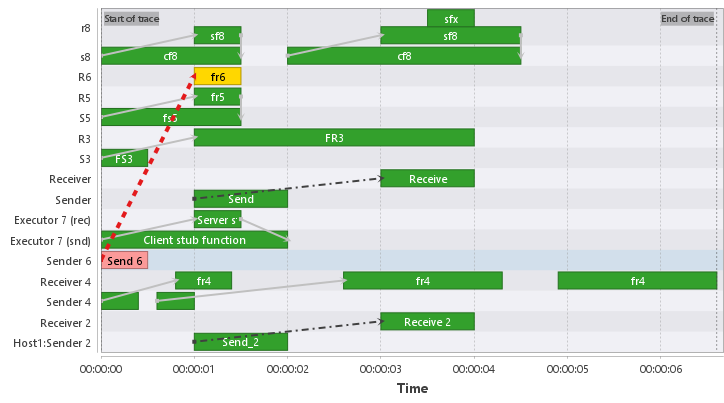 Start of trace
End of trace
r8
sfx
sf8
sf8
s8
cf8
cf8
R6
fr6
R5
fr5
S5
fs5
R3
FR3
S3
FS3
Receiver
Receive
Sender
Send
Executor 7 (rec)
Server s
Executor 7 (snd)
Client stub function
Sender 6
Send 6
Receiver 4
fr4
fr4
fr4
Sender 4
Receiver 2
Receive 2
Host1:Sender 2
Send_2
00:00:00
00:00:01
00:00:02
00:00:03
00:00:04
00:00:05
00:00:06
Time